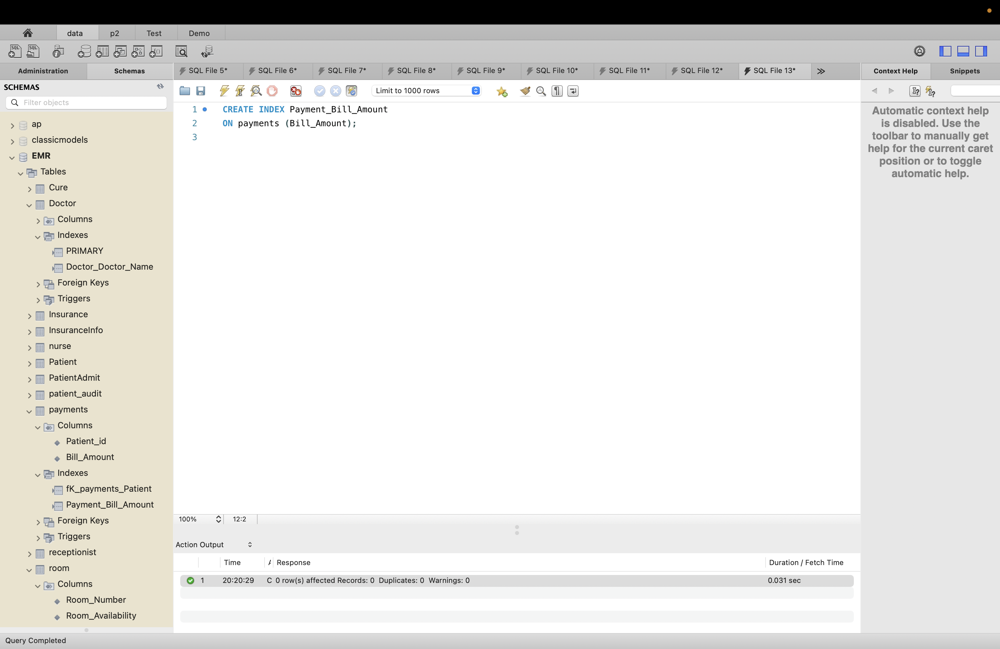 data p2 Test Demo
Administration Schemas SQL File 5* SQL File 6* SQL File 7* SQL File 8* SQL File 9* SQL File 10* SQL File 11* SQL File 12* SQL File 13* Context Help Snippets
SCHEMAS
Limit to 1000 rows
Filter objects
ap
classicmodels
EMR
Tables
Cure
Doctor
Columns
Indexes
PRIMARY
Doctor_Doctor_Name
Foreign Keys
Triggers
Insurance
InsuranceInfo
nurse
Patient
PatientAdmit
patient_audit
payments
Columns
Patient_id
Bill_Amount
Indexes
fK_payments_Patient
Payment_Bill_Amount
Foreign Keys
Triggers
receptionist
room
Columns
Room_Number
Room_Availability
1 CREATE INDEX Payment_Bill_Amount
2 ON payments (Bill_Amount);
3
Automatic context help
is disabled. Use the
toolbar to manually get
help for the current caret
position or to toggle
automatic help.
100% 12:2
Action Output
Time Response Duration / Fetch Time
1 20:20:29 C 0 row(s) affected Records: 0 Duplicates: 0 Warnings: 0 0.031 sec
Query Completed